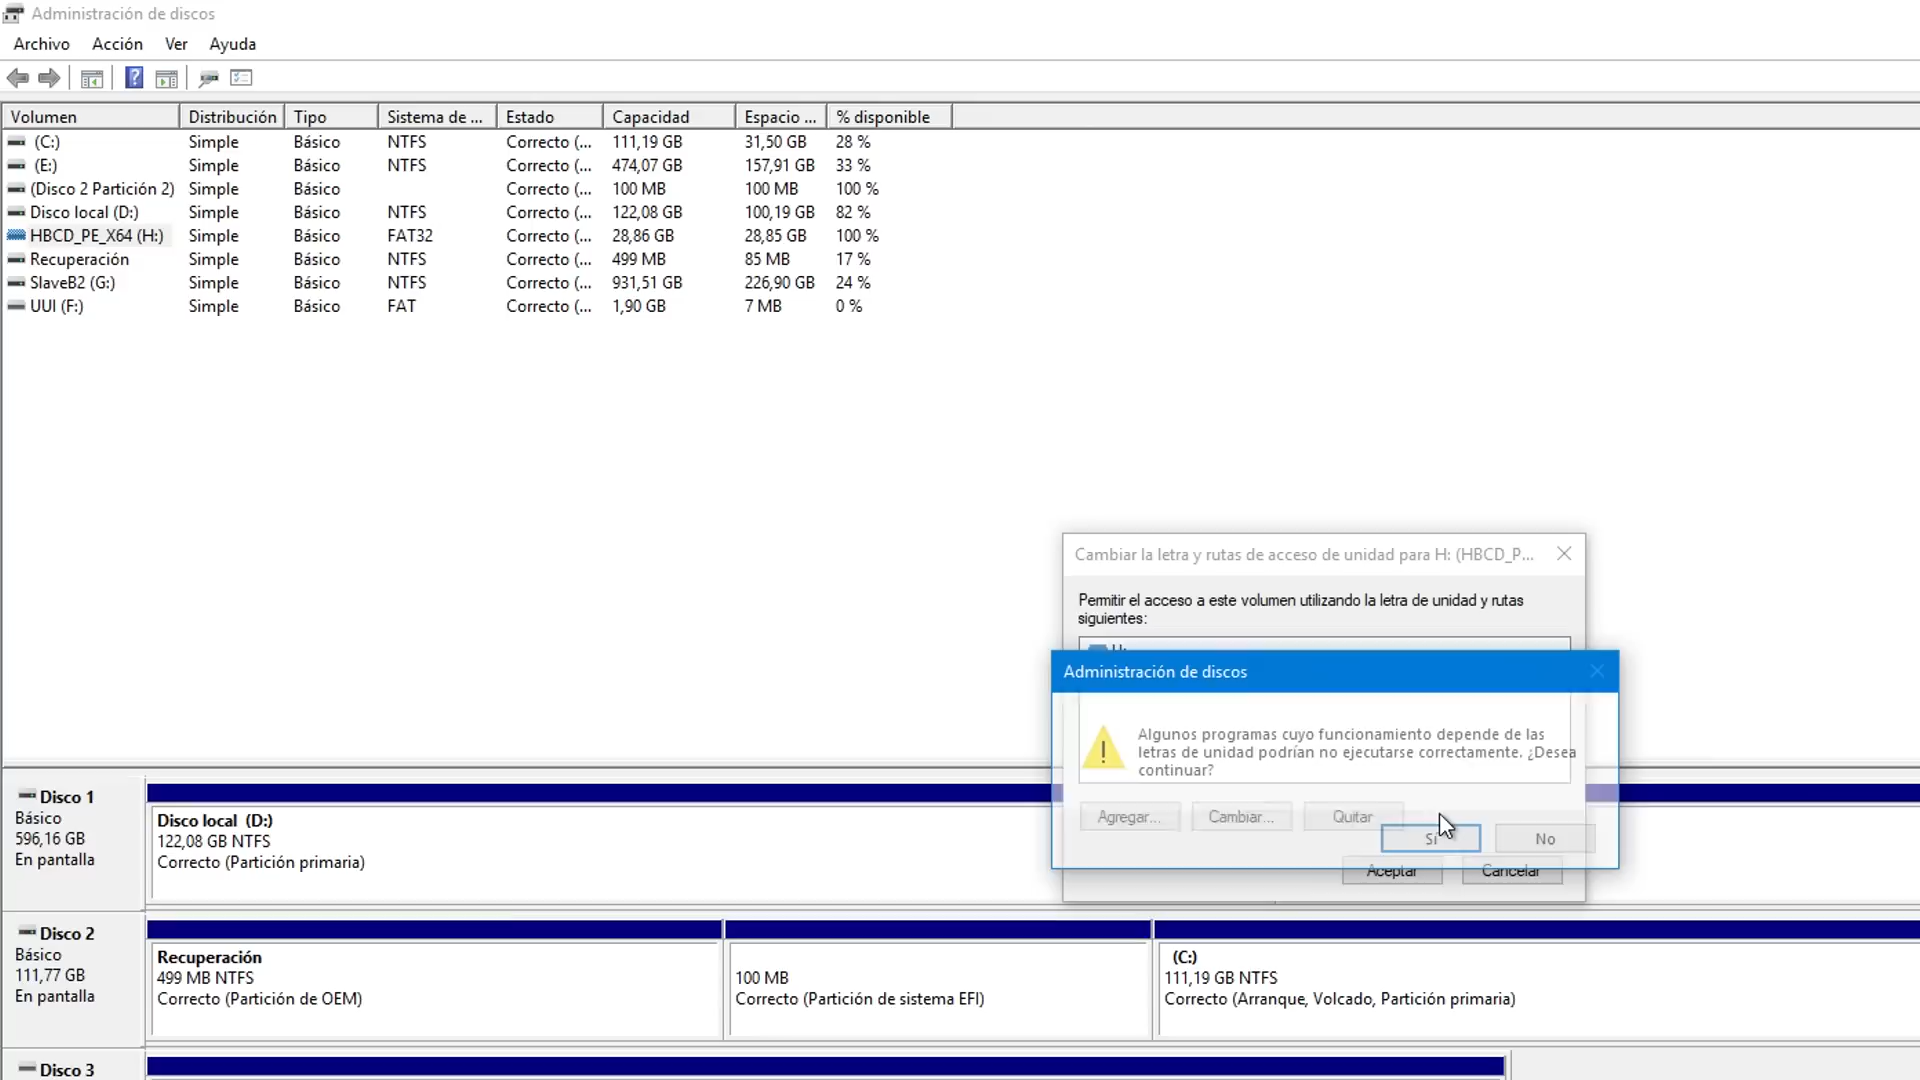 Administración de discos
Archivo Acción Ver Ayuda
Volumen Distribución Tipo Sistema de ... Estado Capacidad Espacio ... % disponible
(C:) Simple Básico NTFS Correcto (... 111,19 GB 31,50 GB 28 %
(E:) Simple Básico NTFS Correcto (... 474,07 GB 157,91 GB 33 %
(Disco 2 Partición 2) Simple Básico Correcto (... 100 MB 100 MB 100 %
Disco local (D:) Simple Básico NTFS Correcto (... 122,08 GB 100,19 GB 82 %
HBCD_PE_X64 (H:) Simple Básico FAT32 Correcto (... 28,86 GB 28,85 GB 100 %
Recuperación Simple Básico NTFS Correcto (... 499 MB 85 MB 17 %
SlaveB2 (G:) Simple Básico NTFS Correcto (... 931,51 GB 226,90 GB 24 %
UUI (F:) Simple Básico FAT Correcto (... 1,90 GB 7 MB 0 %
Cambiar la letra y rutas de acceso de unidad para H: (HBCD_P...
Permitir el acceso a este volumen utilizando la letra de unidad y rutas
siguientes:
H:
Administración de discos
Algunos programas cuyo funcionamiento depende de las
letras de unidad podrían no ejecutarse correctamente. ¿Desea
continuar?
Agregar... Cambiar... Quitar
Sí No
Aceptar Cancelar
Disco 1
Básico
596,16 GB
En pantalla
Disco local (D:)
122,08 GB NTFS
Correcto (Partición primaria)
Disco 2
Básico
111,77 GB
En pantalla
Recuperación
499 MB NTFS
Correcto (Partición de OEM)
100 MB
Correcto (Partición de sistema EFI)
(C:)
111,19 GB NTFS
Correcto (Arranque, Volcado, Partición primaria)
Disco 3